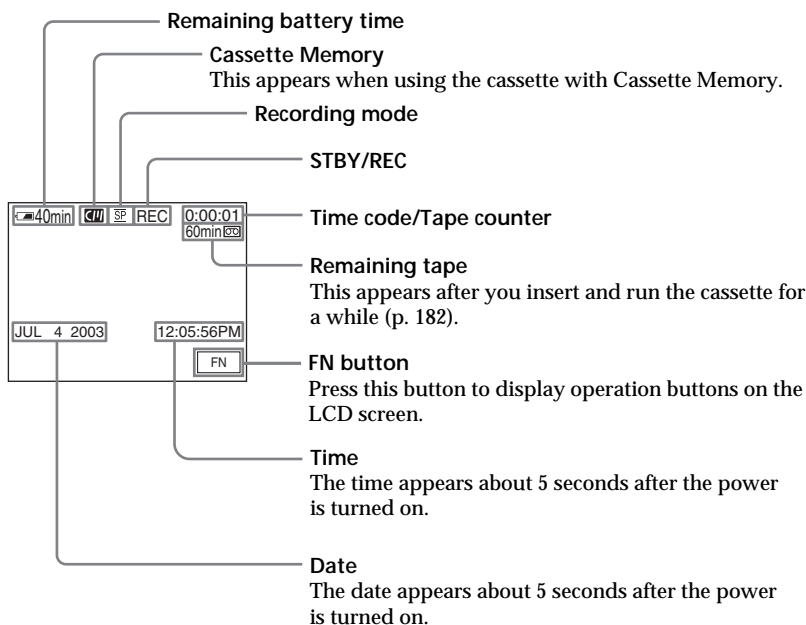 Remaining battery time
Cassette Memory
This appears when using the cassette with Cassette Memory.
Recording mode
STBY/REC
40min CM SP REC 0:00:01
60min
Time code/Tape counter
Remaining tape
This appears after you insert and run the cassette for
a while (p. 182).
JUL 4 2003 12:05:56PM
FN
FN button
Press this button to display operation buttons on the
LCD screen.
Time
The time appears about 5 seconds after the power
is turned on.
Date
The date appears about 5 seconds after the power
is turned on.